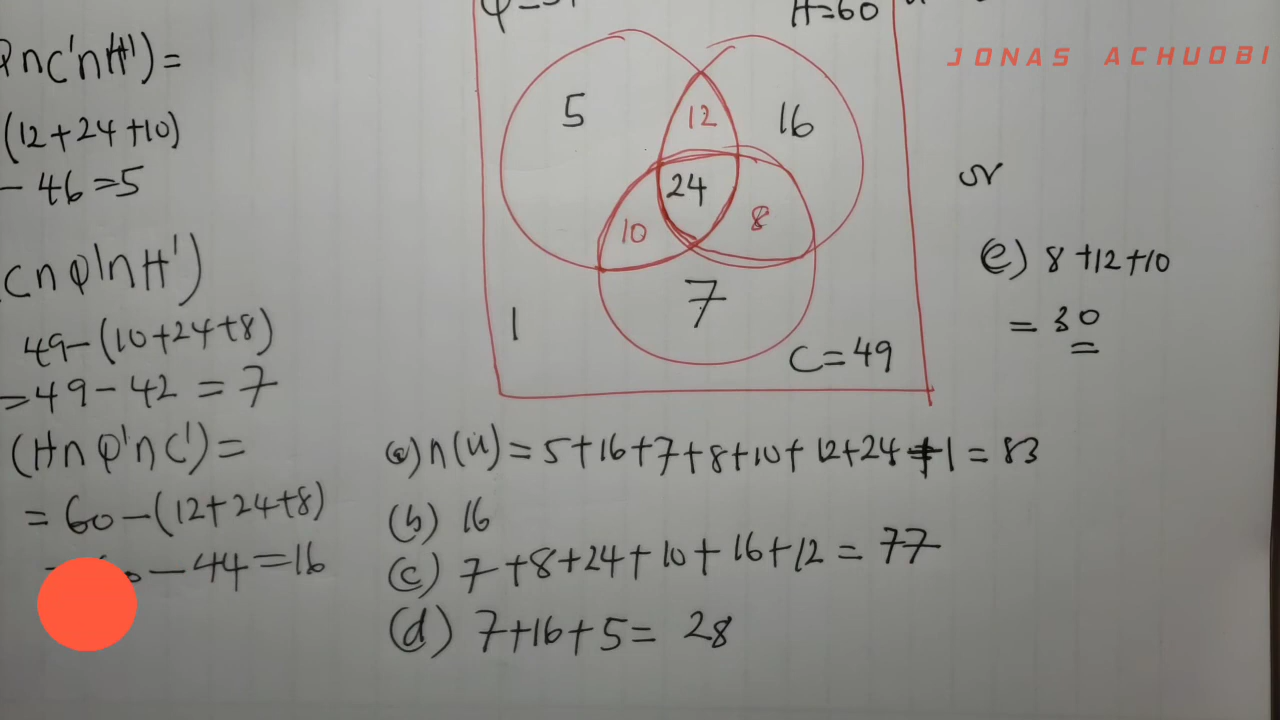 H=60
JONAS ACHUOBI
φnC'nH')=
(12+24+10)
- 46=5
CnφlnH')
49-(10+24+8)
=49-42=7
(Hnφ'nC')=
=60-(12+24+8)
-44=16
5
12
16
24
10
8
7
1
C=49
or
(e) 8+12+10
=30
(a) n(u)=5+16+7+8+10+12+24+1=83
(b) 16
(c) 7+8+24+10+16+12=77
(d) 7+16+5=28